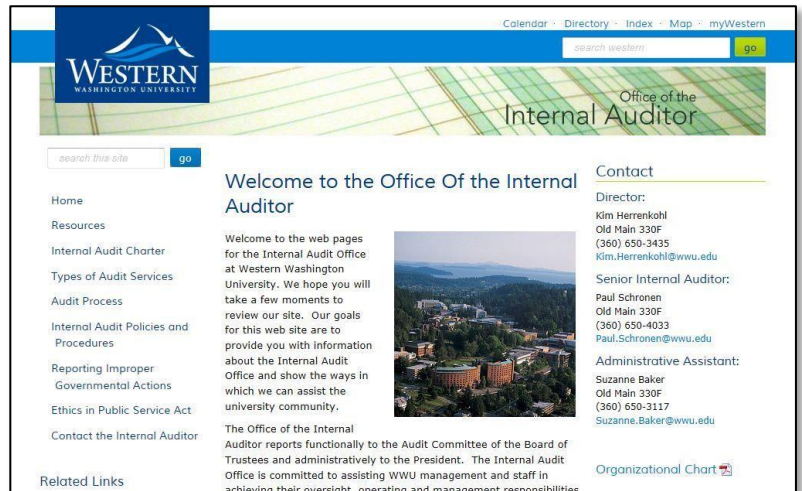 Calendar · Directory · Index · Map · myWestern
search western
go
WESTERN
WASHINGTON UNIVERSITY
Office of the
Internal Auditor
search this site
go
Home
Resources
Internal Audit Charter
Types of Audit Services
Audit Process
Internal Audit Policies and
Procedures
Reporting Improper
Governmental Actions
Ethics in Public Service Act
Contact the Internal Auditor
Related Links
Welcome to the Office Of the Internal
Auditor
Welcome to the web pages
for the Internal Audit Office
at Western Washington
University. We hope you will
take a few moments to
review our site. Our goals
for this web site are to
provide you with information
about the Internal Audit
Office and show the ways in
which we can assist the
university community.
The Office of the Internal
Auditor reports functionally to the Audit Committee of the Board of
Trustees and administratively to the President. The Internal Audit
Office is committed to assisting WWU management and staff in
achieving their oversight, operating and management responsibilities
Contact
Director:
Kim Herrenkohl
Old Main 330F
(360) 650-3435
Kim.Herrenkohl@wwu.edu
Senior Internal Auditor:
Paul Schronen
Old Main 330F
(360) 650-4033
Paul.Schronen@wwu.edu
Administrative Assistant:
Suzanne Baker
Old Main 330F
(360) 650-3117
Suzanne.Baker@wwu.edu
Organizational Chart